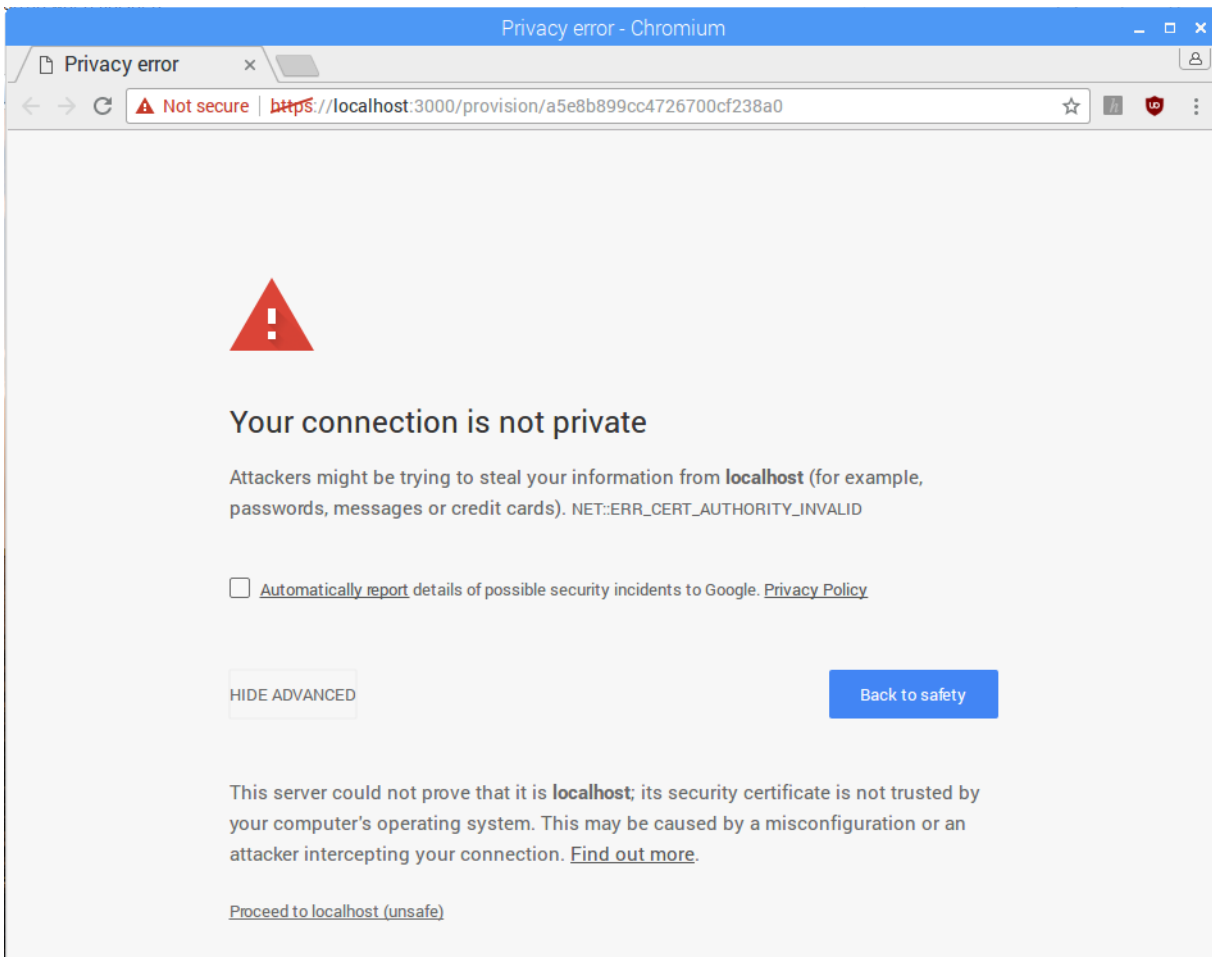 Privacy error - Chromium
Privacy error
Not secure | https://localhost:3000/provision/a5e8b899cc4726700cf238a0
h
Your connection is not private
Attackers might be trying to steal your information from localhost (for example,
passwords, messages or credit cards). NET::ERR_CERT_AUTHORITY_INVALID
Automatically report details of possible security incidents to Google. Privacy Policy
HIDE ADVANCED
Back to safety
This server could not prove that it is localhost; its security certificate is not trusted by
your computer's operating system. This may be caused by a misconfiguration or an
attacker intercepting your connection. Find out more.
Proceed to localhost (unsafe)